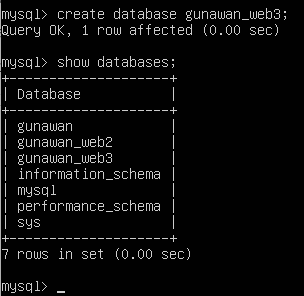 mysql> create database gunawan_web3;
Query OK, 1 row affected (0.00 sec)
mysql> show databases;
+--------------------+
| Database           |
+--------------------+
| gunawan            |
| gunawan_web2       |
| gunawan_web3       |
| information_schema |
| mysql              |
| performance_schema |
| sys                |
+--------------------+
7 rows in set (0.00 sec)
mysql> _